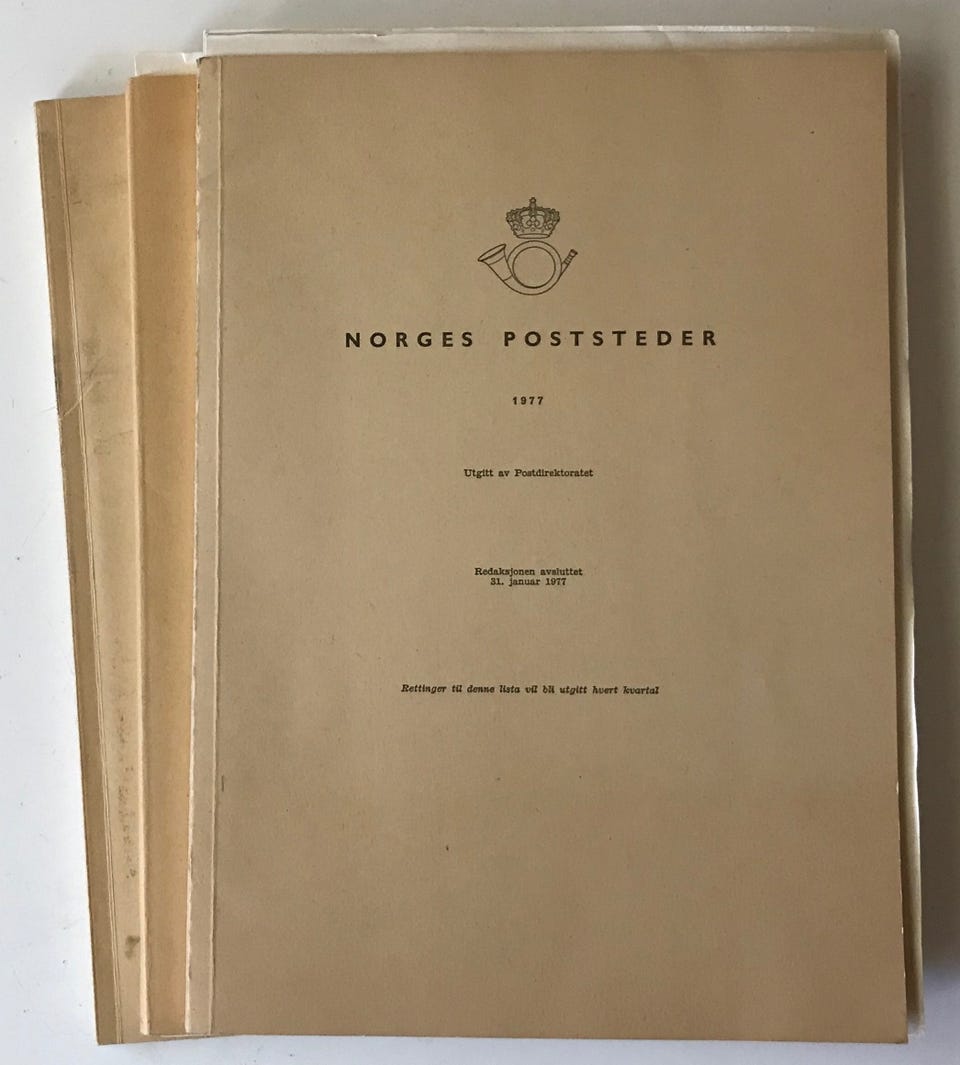 NORGES POSTSTEDER
1977
Utgitt av Postdirektoratet
Redaksjonen avsluttet
31. januar 1977
Rettinger til denne lista vil bli utgitt hvert kvartal